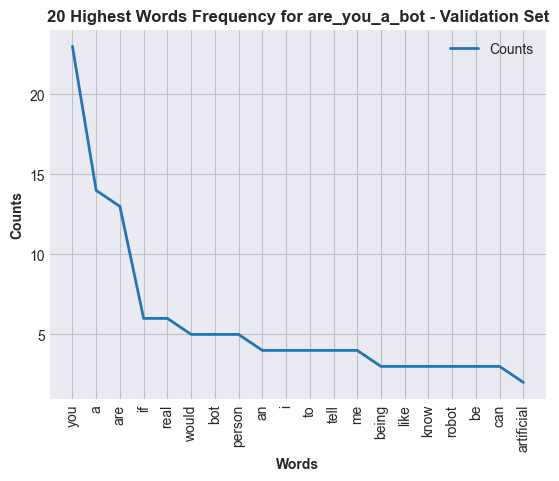 20 Highest Words Frequency for are_you_a_bot - Validation Set
Counts
Counts
20
15
10
5
you
a
are
if
real
would
bot
person
an
i
to
tell
me
being
like
know
robot
be
can
artificial
Words